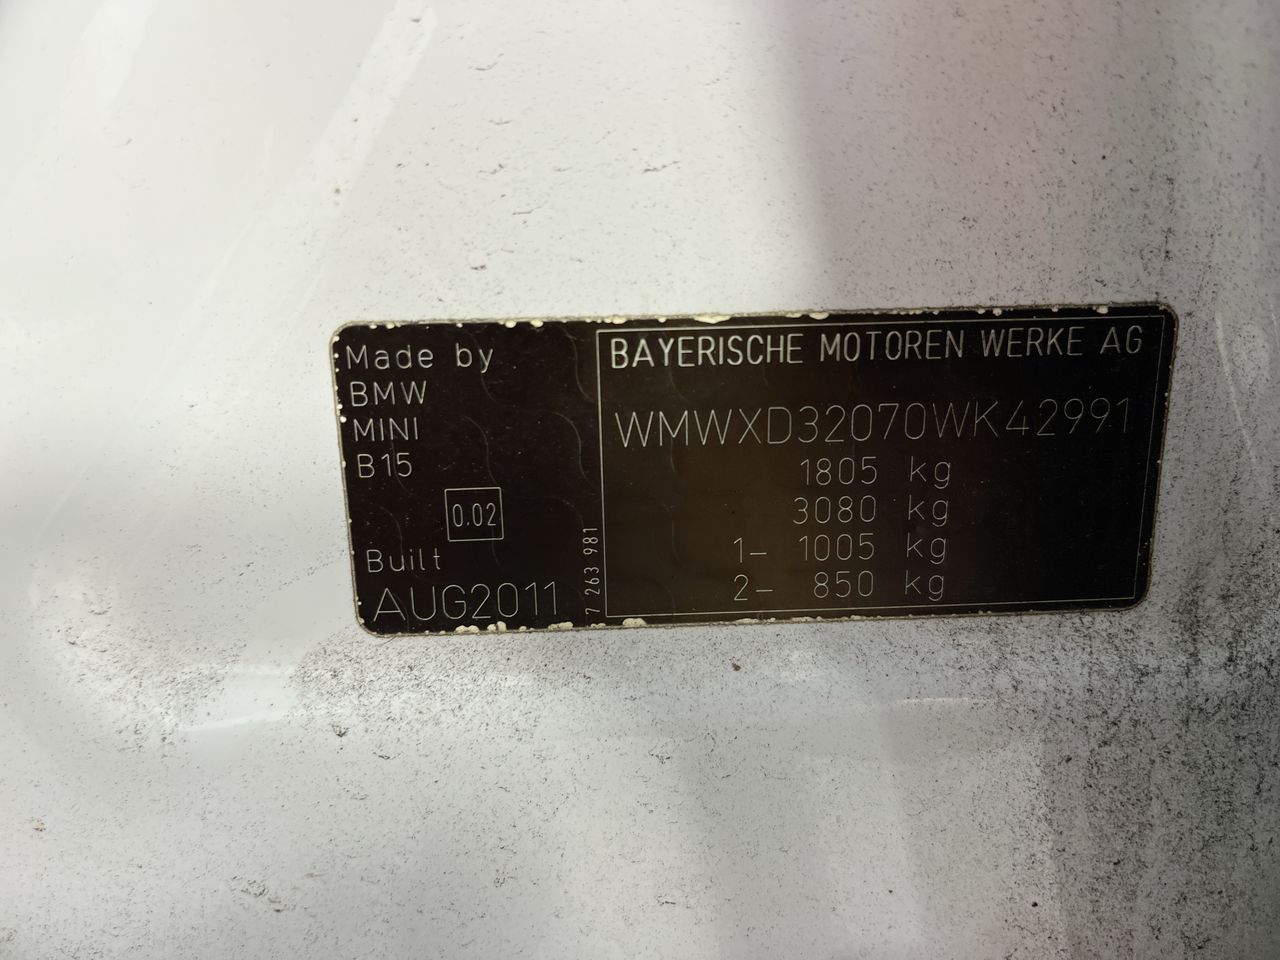 Made by
BMW
MINI
B15
0.02
Built
AUG2011
7 263 981
BAYERISCHE MOTOREN WERKE AG
WMWXD32070WK42991
1805 kg
3080 kg
1- 1005 kg
2- 850 kg